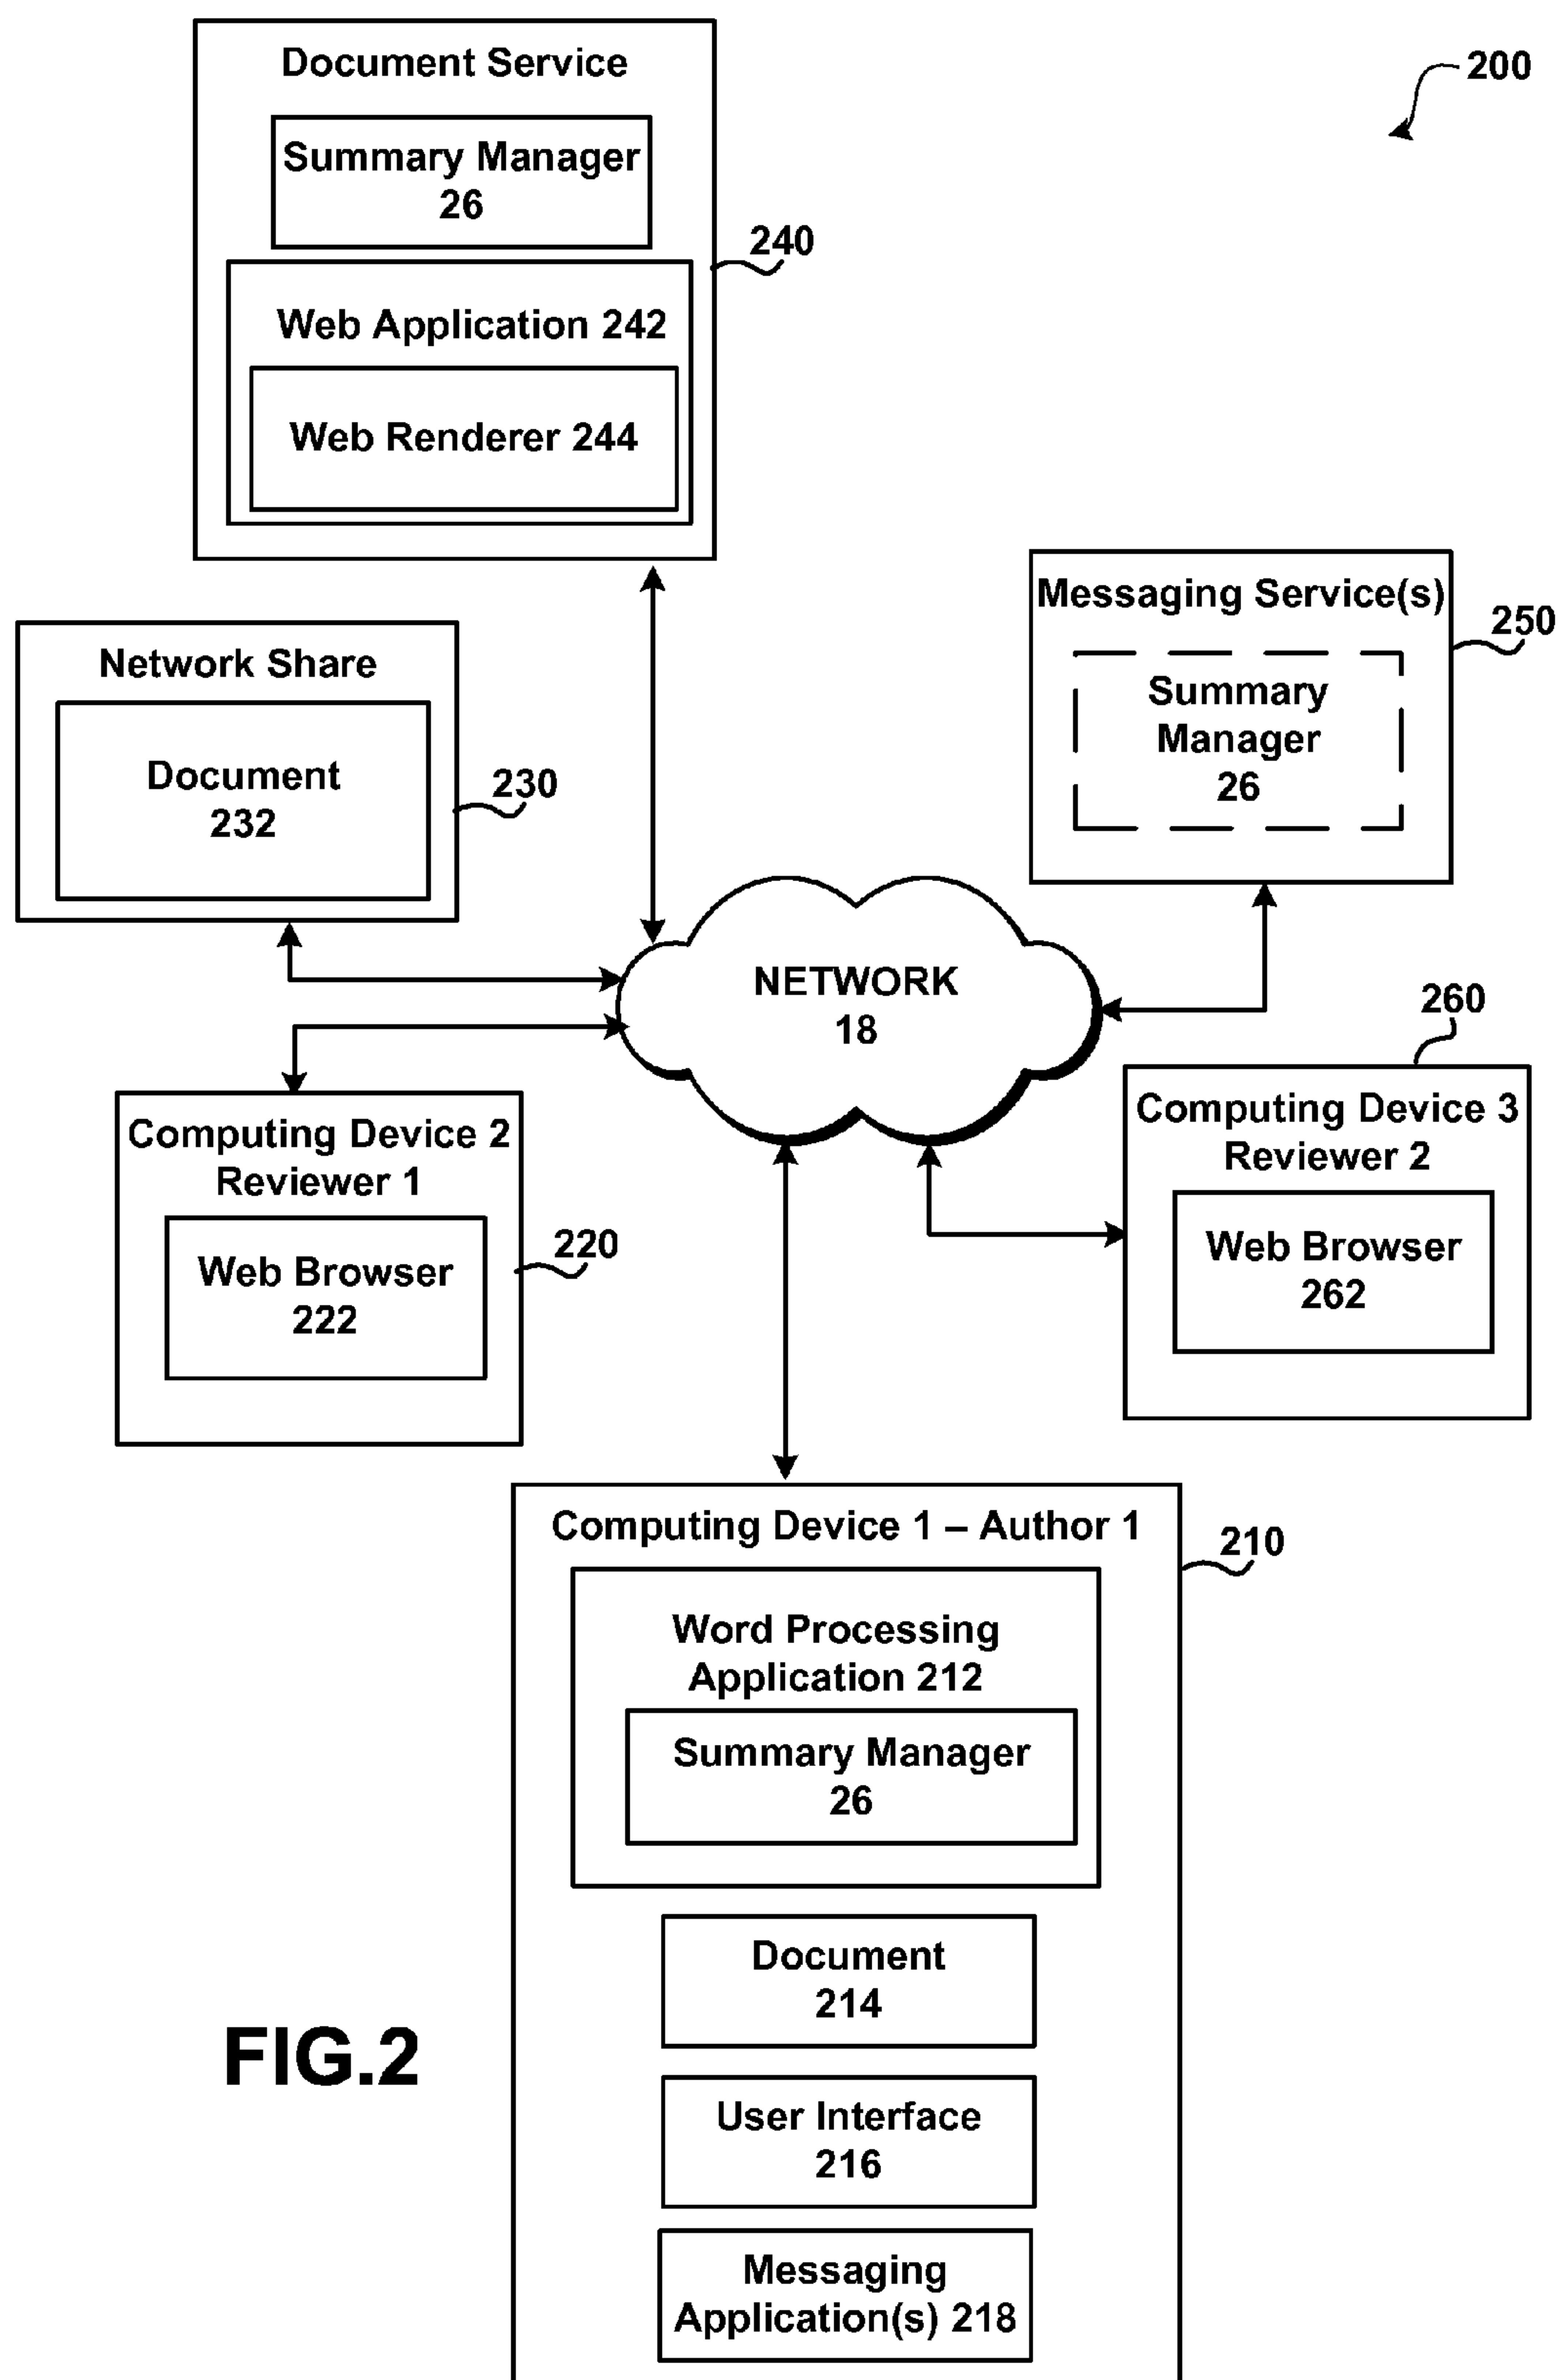 Document Service
200
Summary Manager
26
240
Web Application 242
Web Renderer 244
Messaging Service(s)
250
Summary
Manager
26
Network Share
Document
232
230
NETWORK
18
260
Computing Device 2
Reviewer 1
Web Browser
222
220
Computing Device 3
Reviewer 2
Web Browser
262
Computing Device 1 – Author 1
210
Word Processing
Application 212
Summary Manager
26
Document
214
FIG.2
User Interface
216
Messaging
Application(s) 218